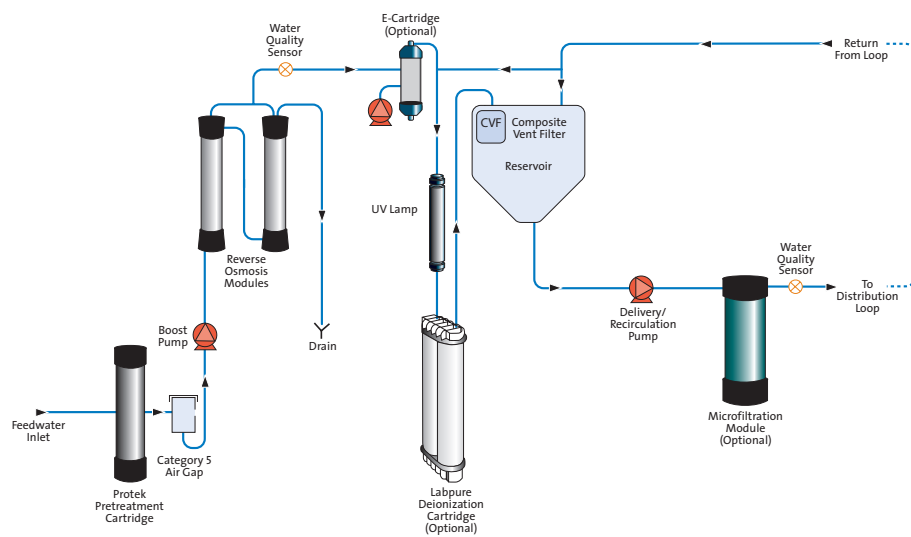 E-Cartridge
(Optional)
Water
Quality
Sensor
Return
From Loop
CVF
Composite
Vent Filter
Reservoir
UV Lamp
Reverse
Osmosis
Modules
Water
Quality
Sensor
To
Distribution
Loop
Delivery/
Recirculation
Pump
Boost
Pump
Drain
Feedwater
Inlet
Category 5
Air Gap
Microfiltration
Module
(Optional)
Protek
Pretreatment
Cartridge
Labpure
Deionization
Cartridge
(Optional)